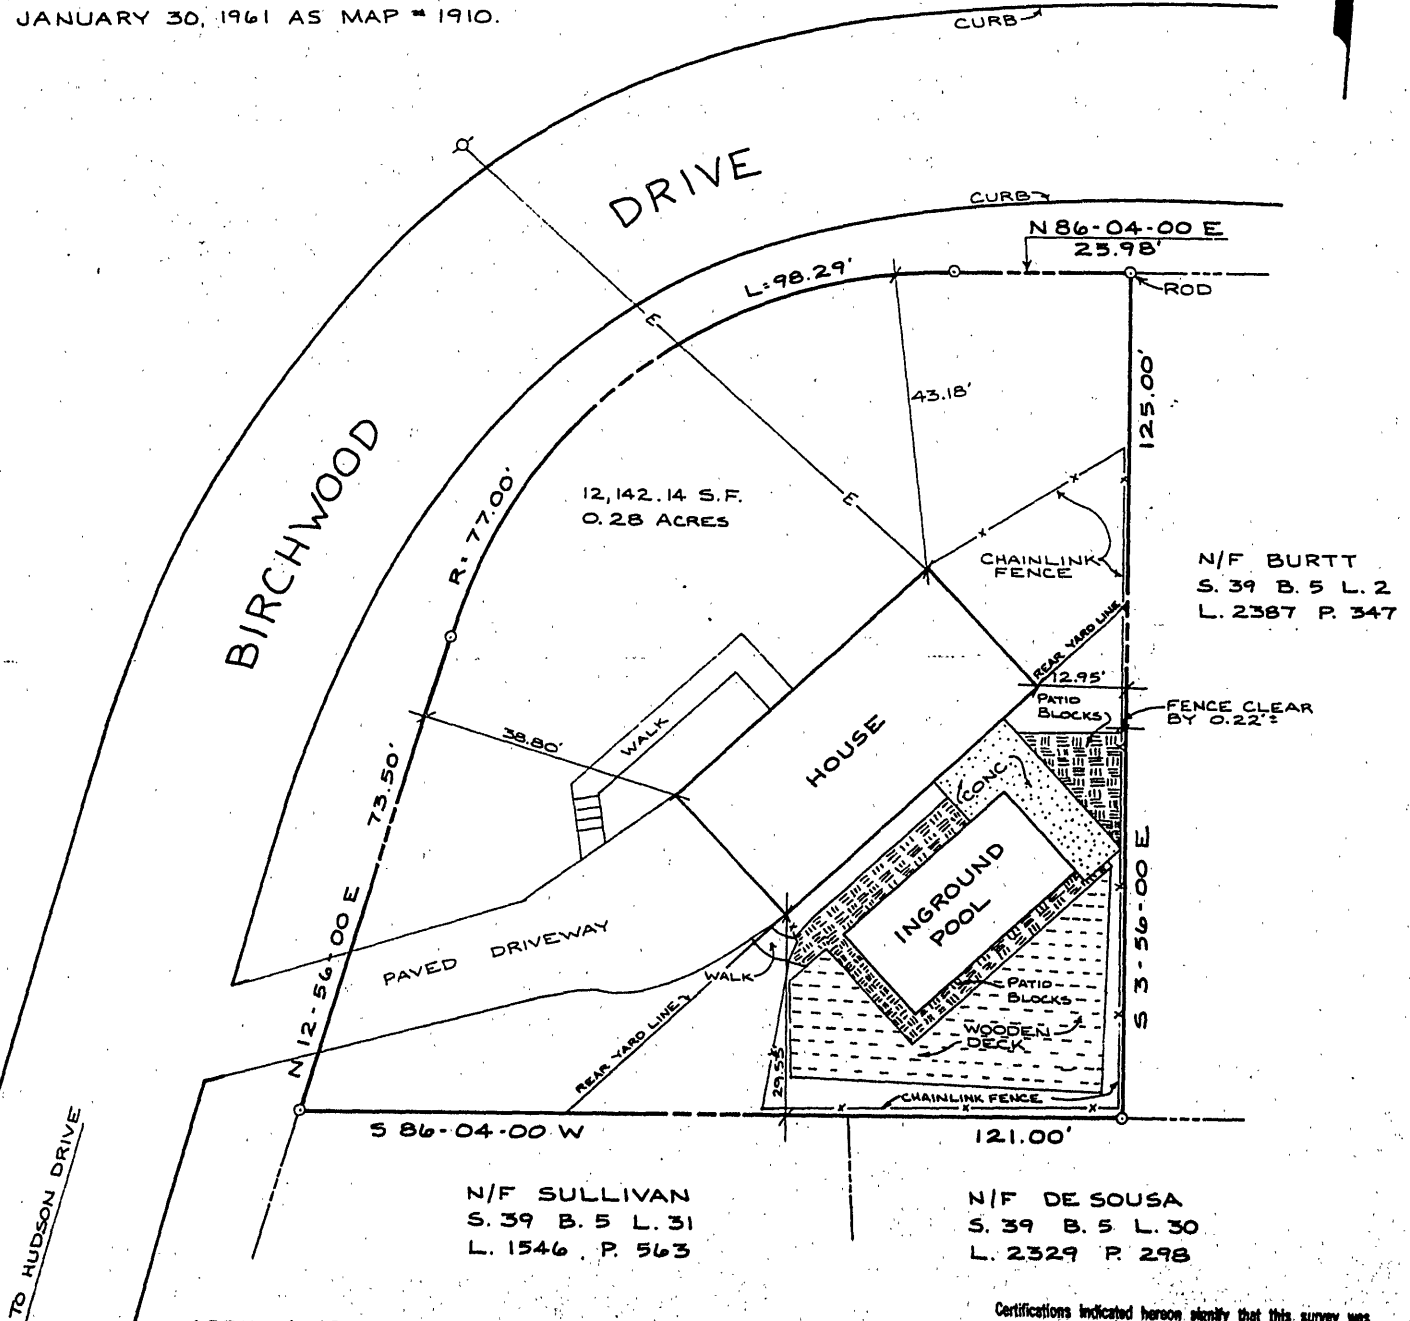 JANUARY 30, 1961 AS MAP # 1910.
CURB
DRIVE
CURB
N 86-04-00 E
25.98'
ROD
L=98.29'
E
43.18'
125.00'
BIRCHWOOD
R= 77.00'
12,142.14 S.F.
0.28 ACRES
E
CHAINLINK
FENCE
N/F BURTT
S. 39 B. 5 L. 2
L. 2387 P. 347
REAR YARD LINE
12.95'
PATIO
BLOCKS
FENCE CLEAR
BY 0.22'±
WALK
38.80'
HOUSE
CONC.
73.50'
INGROUND
POOL
PAVED DRIVEWAY
WALK
N 12-56-00 E
S 3-56-00 E
PATIO
BLOCKS
WOODEN
DECK
REAR YARD LINE
29.55'
CHAINLINK FENCE
S 86-04-00 W
121.00'
TO HUDSON DRIVE
N/F SULLIVAN
S. 39 B. 5 L. 31
L. 1546 P. 563
N/F DE SOUSA
S. 39 B. 5 L. 30
L. 2329 P. 298
Certifications indicated hereon signify that this survey was